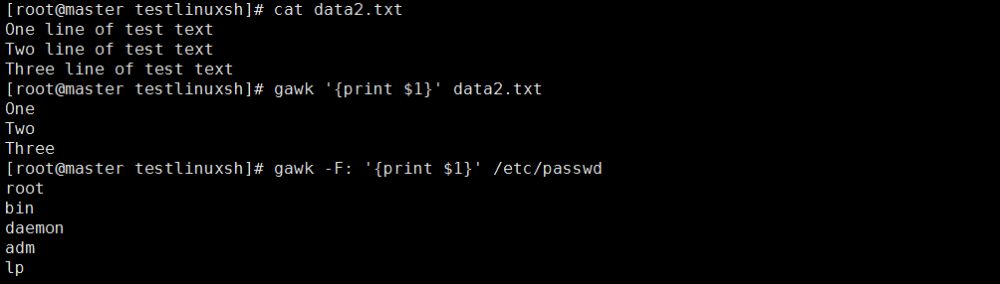 [root@master testlinuxsh]# cat data2.txt
One line of test text
Two line of test text
Three line of test text
[root@master testlinuxsh]# gawk '{print $1}' data2.txt
One
Two
Three
[root@master testlinuxsh]# gawk -F: '{print $1}' /etc/passwd
root
bin
daemon
adm
lp